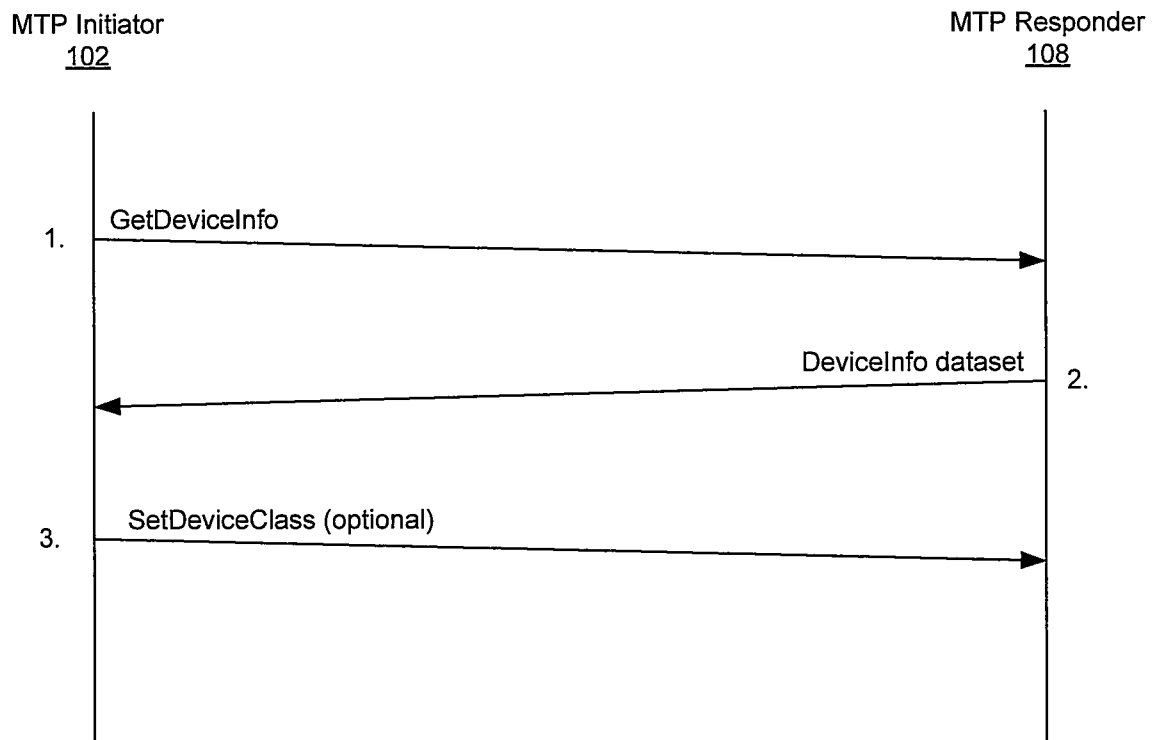 MTP Initiator
102
MTP Responder
108
1.
GetDeviceInfo
DeviceInfo dataset
2.
3.
SetDeviceClass (optional)